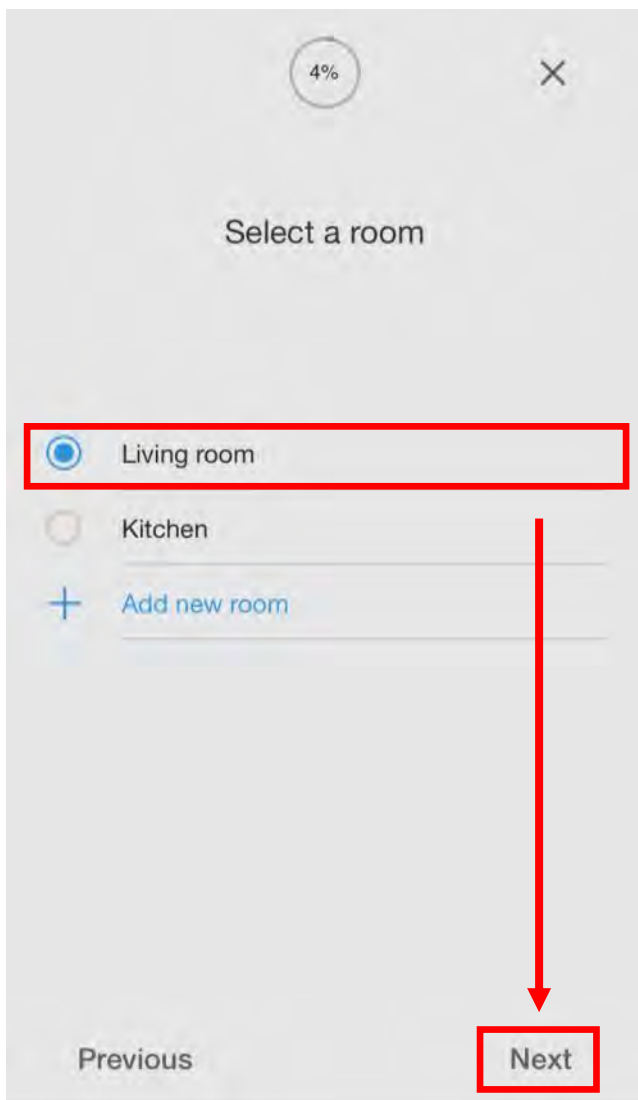 4%
Select a room
Living room
Kitchen
Add new room
Previous
Next